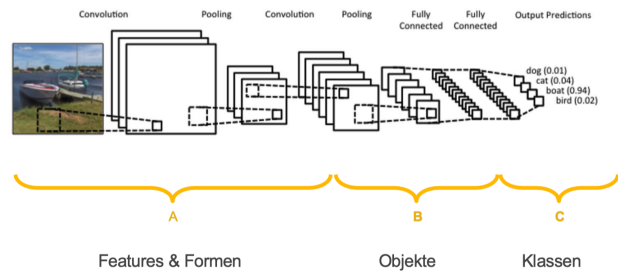 Convolution Pooling Convolution Pooling Fully Connected Fully Connected Output Predictions
dog (0.01)
cat (0.04)
boat (0.94)
bird (0.02)
A B C
Features & Formen Objekte Klassen